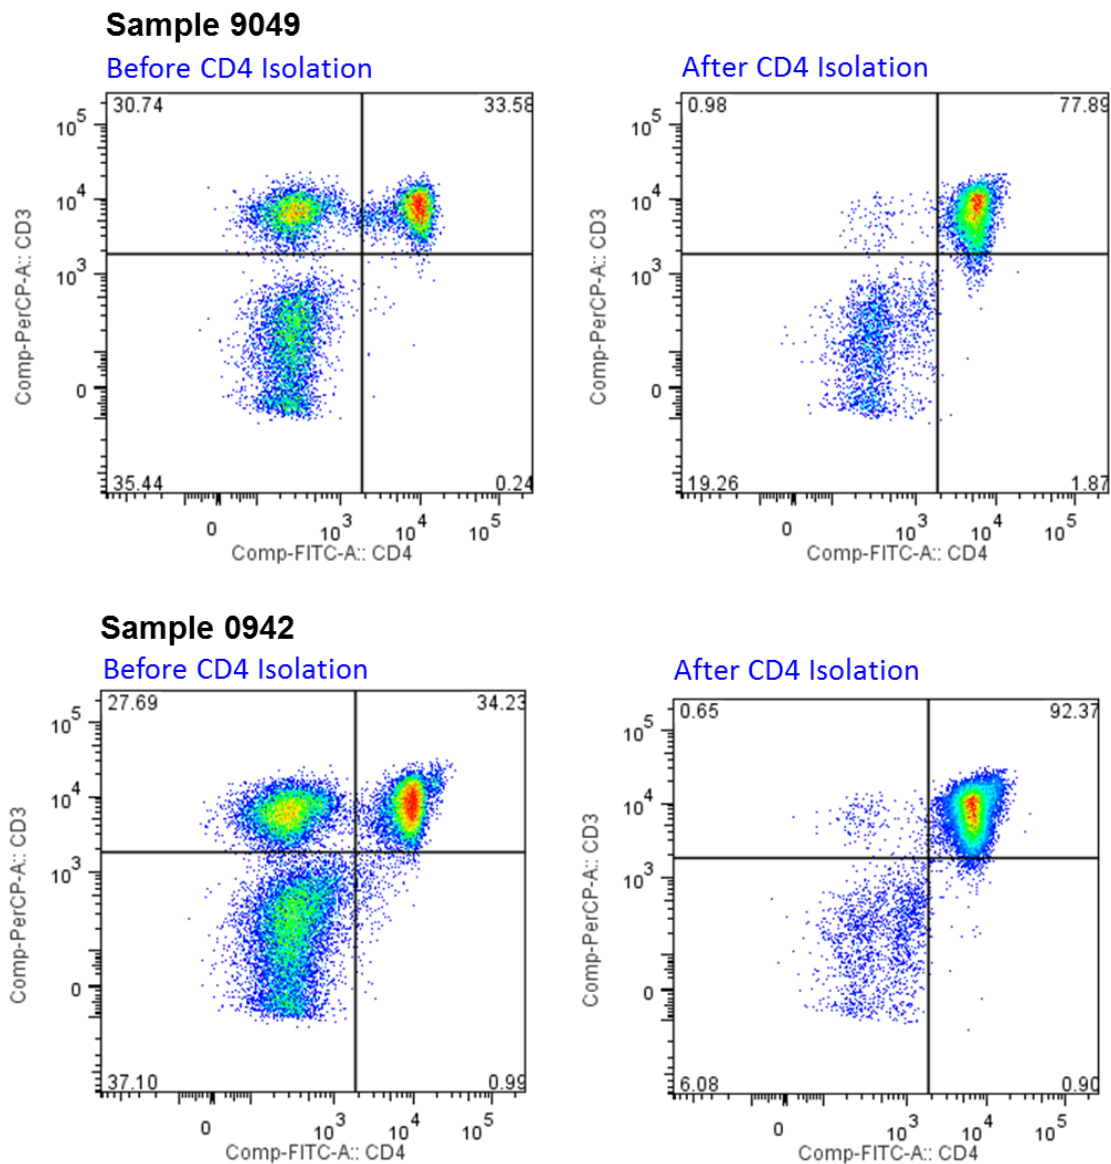 Sample 9049
Before CD4 Isolation
After CD4 Isolation
30.74
33.58
0.98
77.89
10^5
10^4
10^3
0
Comp-PerCP-A:: CD3
10^5
10^4
10^3
0
Comp-PerCP-A:: CD3
35.44
0.24
19.26
1.87
0 10^3 10^4 10^5
Comp-FITC-A:: CD4
0 10^3 10^4 10^5
Comp-FITC-A:: CD4
Sample 0942
Before CD4 Isolation
After CD4 Isolation
27.69
34.23
0.65
92.37
10^5
10^4
10^3
0
Comp-PerCP-A:: CD3
10^5
10^4
10^3
0
Comp-PerCP-A:: CD3
37.10
0.99
6.08
0.90
0 10^3 10^4 10^5
Comp-FITC-A:: CD4
0 10^3 10^4 10^5
Comp-FITC-A:: CD4